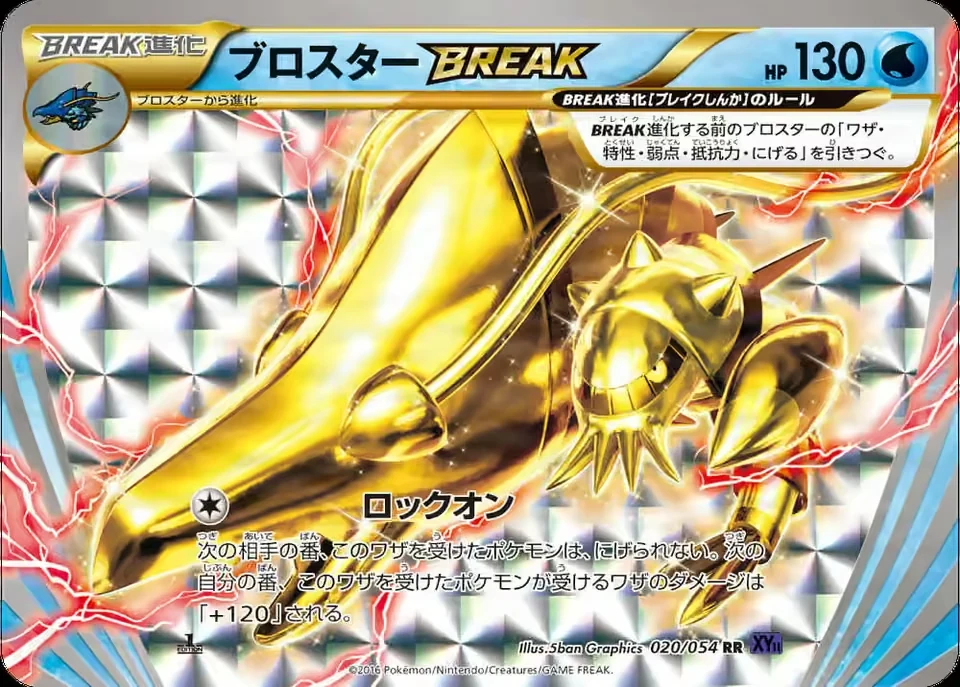 BREAK進化
ブロスターBREAK
HP 130
ブロスターから進化
BREAK進化[ブレイクしんか]のルール
BREAK進化する前のブロスターの「ワザ・
特性・弱点・抵抗力・にげる」を引きつぐ。
ロックオン
次の相手の番、このワザを受けたポケモンは、にげられない。次の
自分の番、このワザを受けたポケモンが受けるワザのダメージは
「+120」される。
1 EDITION
Illus.5ban Graphics 020/054 RR XY11
©2016 Pokémon/Nintendo/Creatures/GAME FREAK.